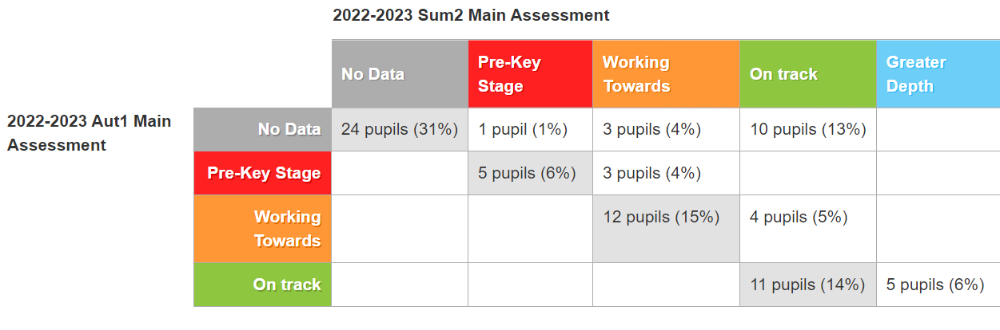 2022-2023 Sum2 Main Assessment
No Data
Pre-Key
Stage
Working
Towards
On track
Greater
Depth
2022-2023 Aut1 Main
Assessment
No Data
24 pupils (31%)
1 pupil (1%)
3 pupils (4%)
10 pupils (13%)
Pre-Key Stage
5 pupils (6%)
3 pupils (4%)
Working
Towards
12 pupils (15%)
4 pupils (5%)
On track
11 pupils (14%)
5 pupils (6%)